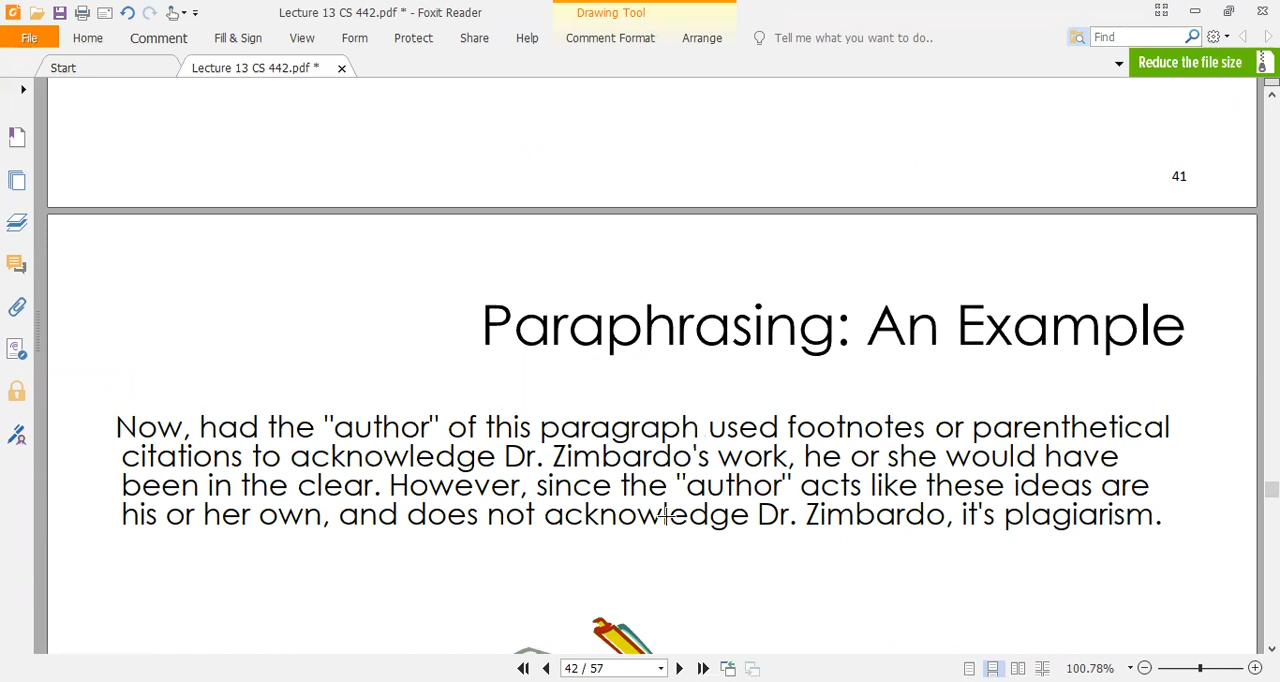 Lecture 13 CS 442.pdf * - Foxit Reader
Drawing Tool
File Home Comment Fill & Sign View Form Protect Share Help Comment Format Arrange Tell me what you want to do.. Find
Start Lecture 13 CS 442.pdf * Reduce the file size
41
Paraphrasing: An Example
Now, had the "author" of this paragraph used footnotes or parenthetical
citations to acknowledge Dr. Zimbardo's work, he or she would have
been in the clear. However, since the "author" acts like these ideas are
his or her own, and does not acknowledge Dr. Zimbardo, it's plagiarism.
42 / 57 100.78%